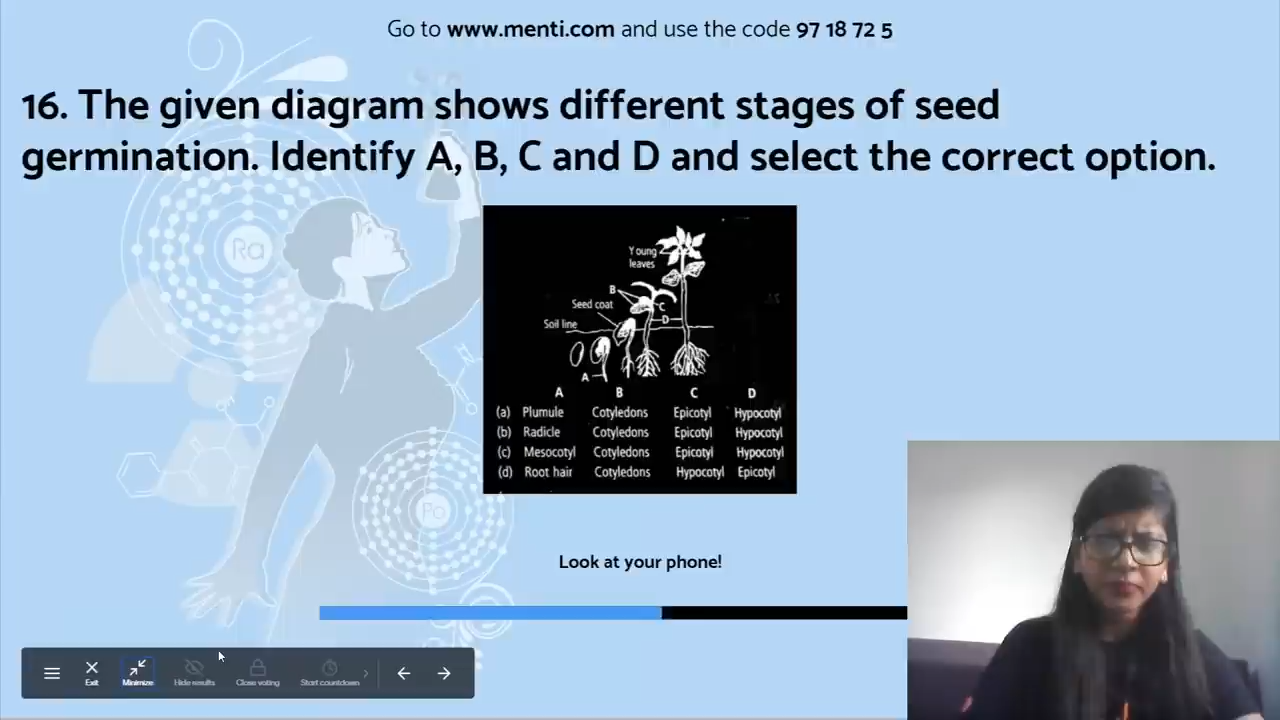 Go to www.menti.com and use the code 97 18 72 5
16. The given diagram shows different stages of seed
germination. Identify A, B, C and D and select the correct option.
Ra
Young
leaves
B
Seed coat
C
D
Soil line
A
A B C D
(a) Plumule Cotyledons Epicotyl Hypocotyl
(b) Radicle Cotyledons Epicotyl Hypocotyl
(c) Mesocotyl Cotyledons Epicotyl Hypocotyl
(d) Root hair Cotyledons Hypocotyl Epicotyl
Po
Look at your phone!
Exit Minimize Hide results Close voting Start countdown